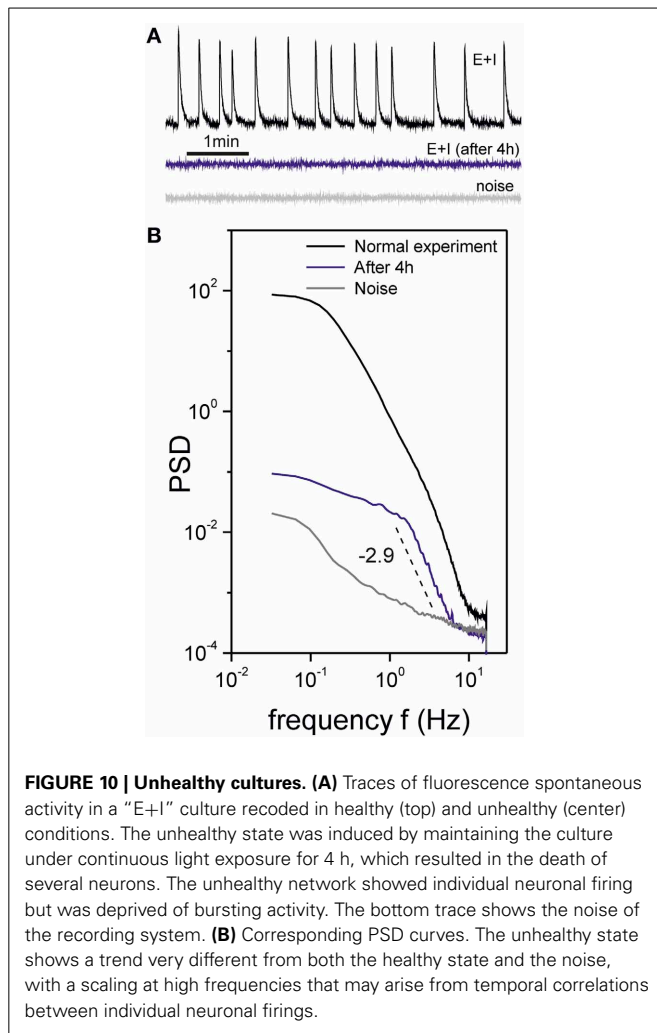 A
E+I
1min
E+I (after 4h)
noise
B
Normal experiment
After 4h
Noise
10^2
10^0
10^-2
10^-4
PSD
-2.9
10^-2
10^-1
10^0
10^1
frequency f (Hz)
FIGURE 10 | Unhealthy cultures. (A) Traces of fluorescence spontaneous
activity in a “E+I” culture recoded in healthy (top) and unhealthy (center)
conditions. The unhealthy state was induced by maintaining the culture
under continuous light exposure for 4 h, which resulted in the death of
several neurons. The unhealthy network showed individual neuronal firing
but was deprived of bursting activity. The bottom trace shows the noise of
the recording system. (B) Corresponding PSD curves. The unhealthy state
shows a trend very different from both the healthy state and the noise,
with a scaling at high frequencies that may arise from temporal correlations
between individual neuronal firings.